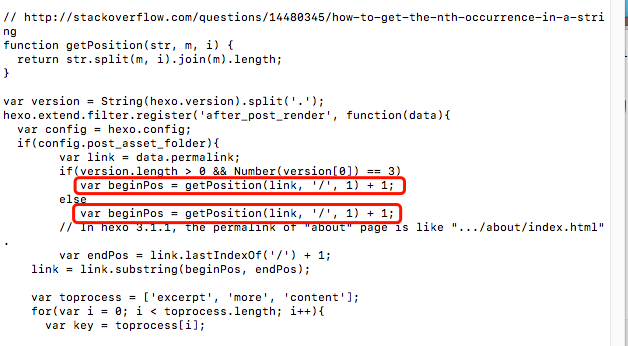 // http://stackoverflow.com/questions/14480345/how-to-get-the-nth-occurrence-in-a-stri
ng
function getPosition(str, m, i) {
  return str.split(m, i).join(m).length;
}

var version = String(hexo.version).split('.');
hexo.extend.filter.register('after_post_render', function(data){
  var config = hexo.config;
  if(config.post_asset_folder){
        var link = data.permalink;
        if(version.length > 0 && Number(version[0]) == 3)
           var beginPos = getPosition(link, '/', 1) + 1;
        else
           var beginPos = getPosition(link, '/', 1) + 1;
        // In hexo 3.1.1, the permalink of "about" page is like ".../about/index.html"
.
        var endPos = link.lastIndexOf('/') + 1;
    link = link.substring(beginPos, endPos);

    var toprocess = ['excerpt', 'more', 'content'];
    for(var i = 0; i < toprocess.length; i++){
      var key = toprocess[i];